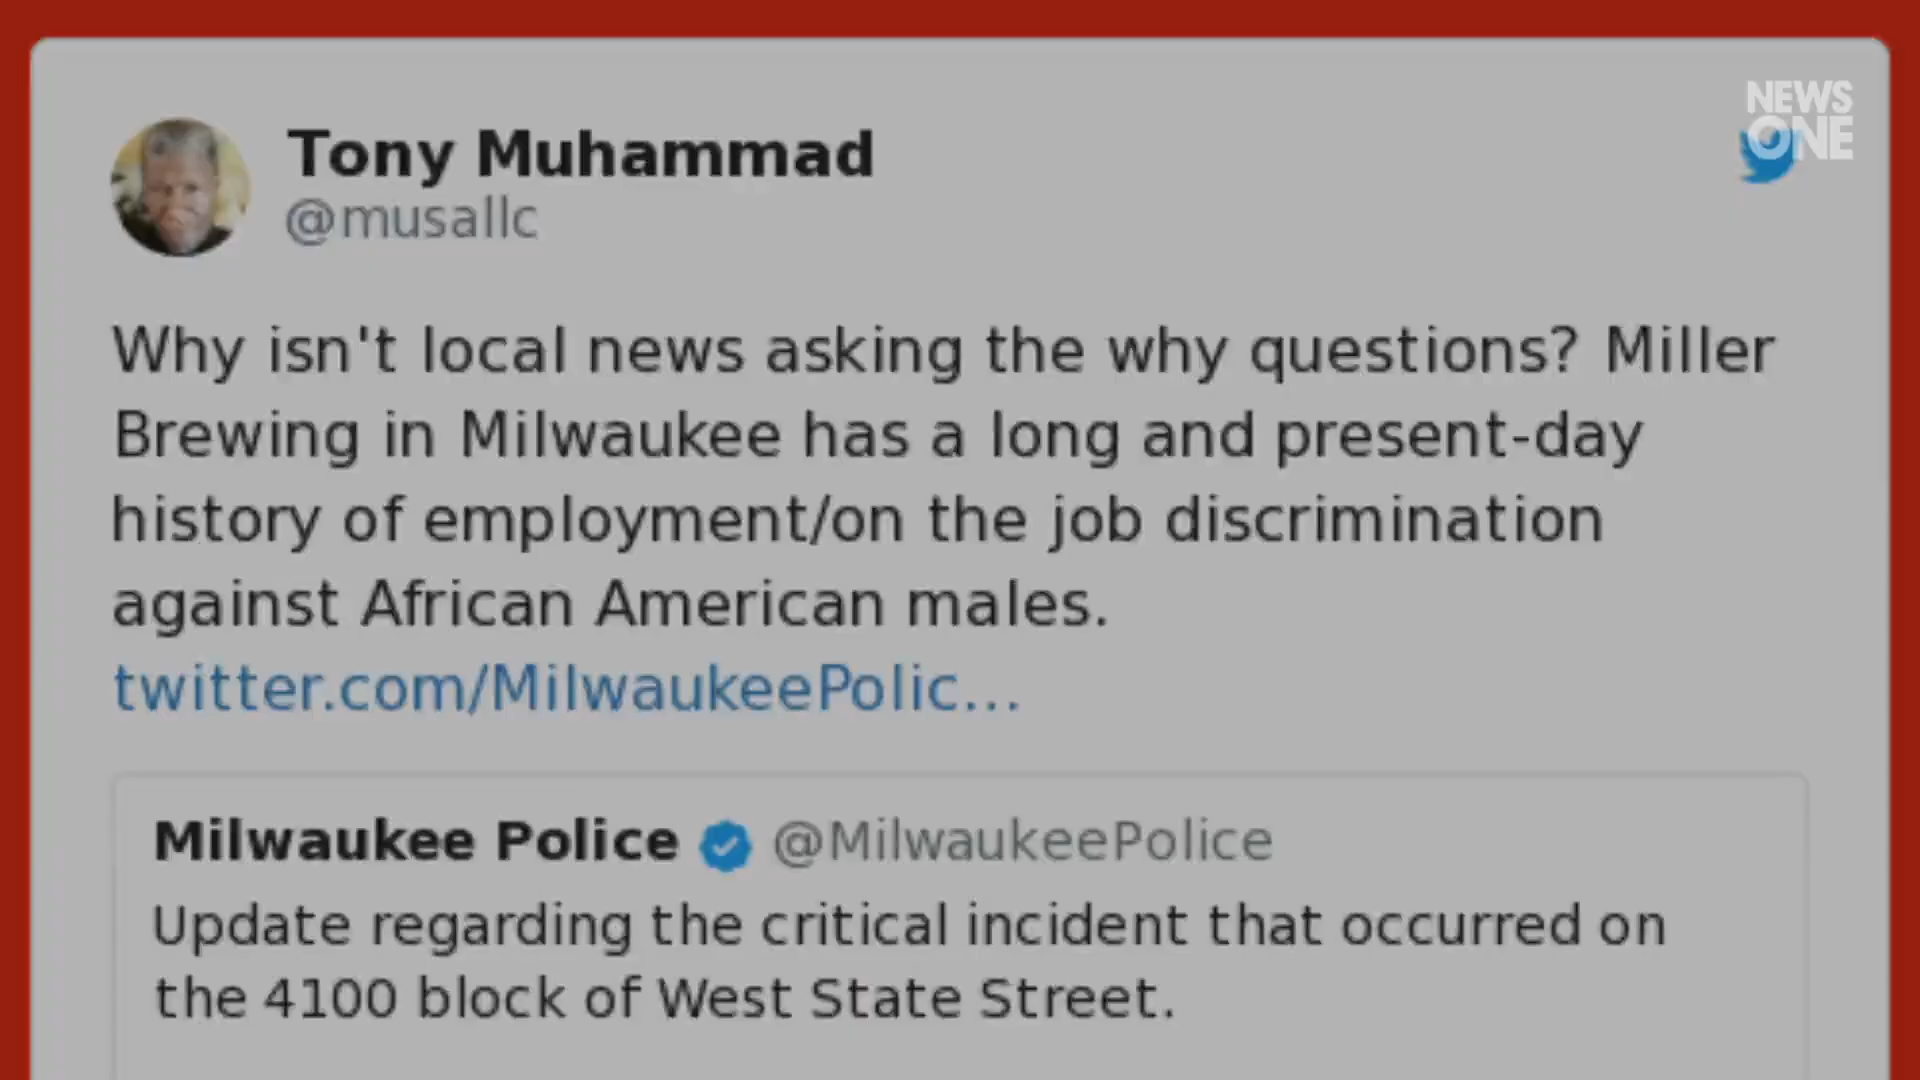 NEWS
ONE
Tony Muhammad
@musallc
Why isn't local news asking the why questions? Miller
Brewing in Milwaukee has a long and present-day
history of employment/on the job discrimination
against African American males.
twitter.com/MilwaukeePolic...
Milwaukee Police @MilwaukeePolice
Update regarding the critical incident that occurred on
the 4100 block of West State Street.